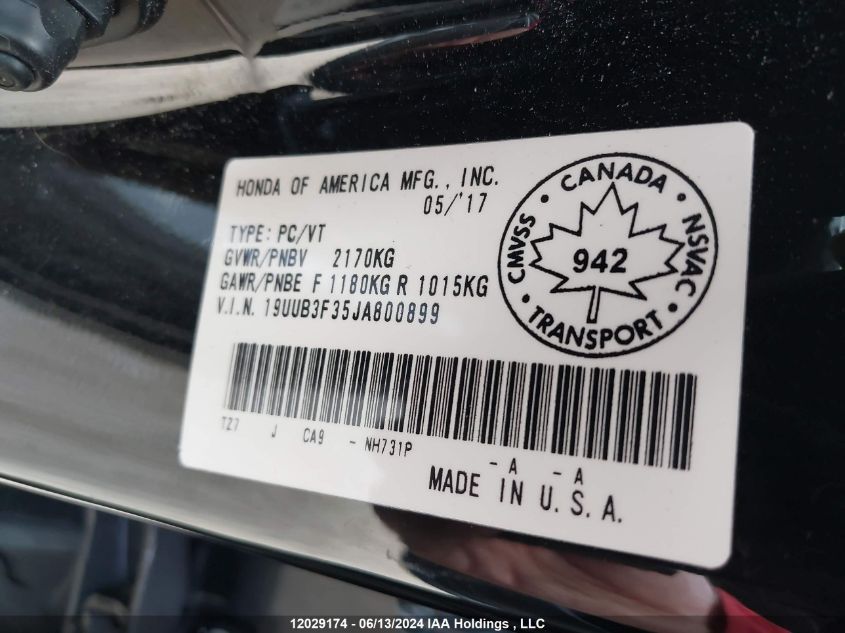 HONDA OF AMERICA MFG., INC.
05/'17
TYPE: PC/VT
GVWR/PNBV 2170KG
GAWR/PNBE F 1180KG R 1015KG
V.I.N. 19UUB3F35JA800899
CANADA
CMVSS
NSVAC
942
TRANSPORT
TZ7 J CA9 - NH731P - A - A
MADE IN U.S.A.
12029174 - 06/13/2024 IAA Holdings , LLC